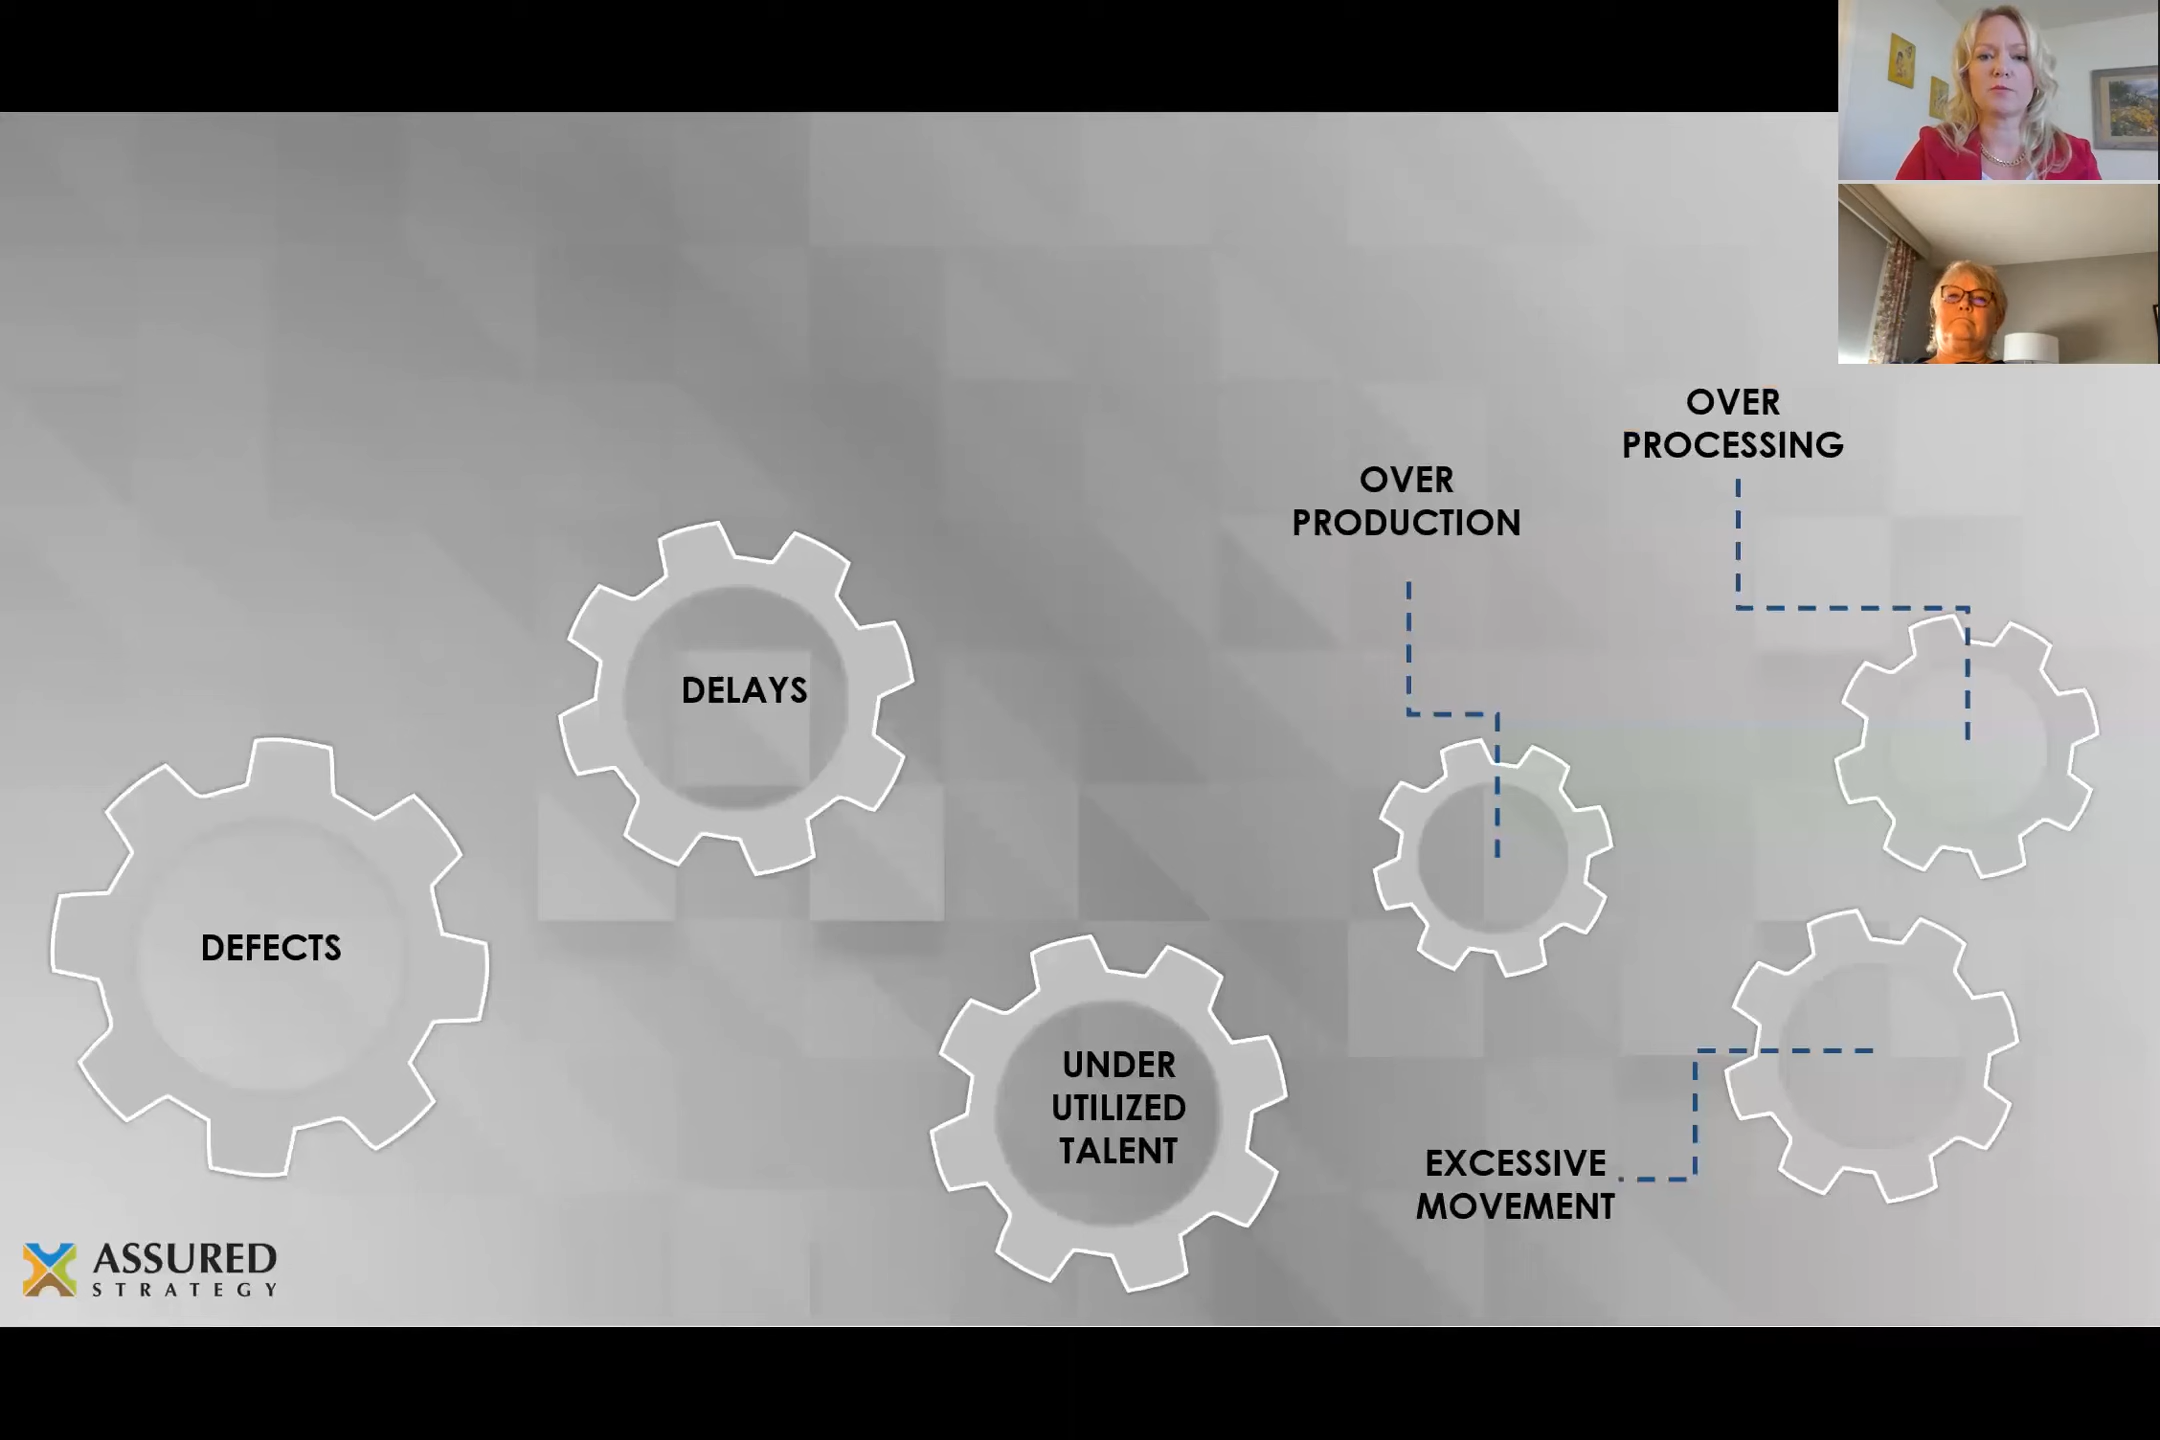 OVER
PROCESSING
OVER
PRODUCTION
DELAYS
DEFECTS
UNDER
UTILIZED
TALENT
EXCESSIVE
MOVEMENT
ASSURED
STRATEGY